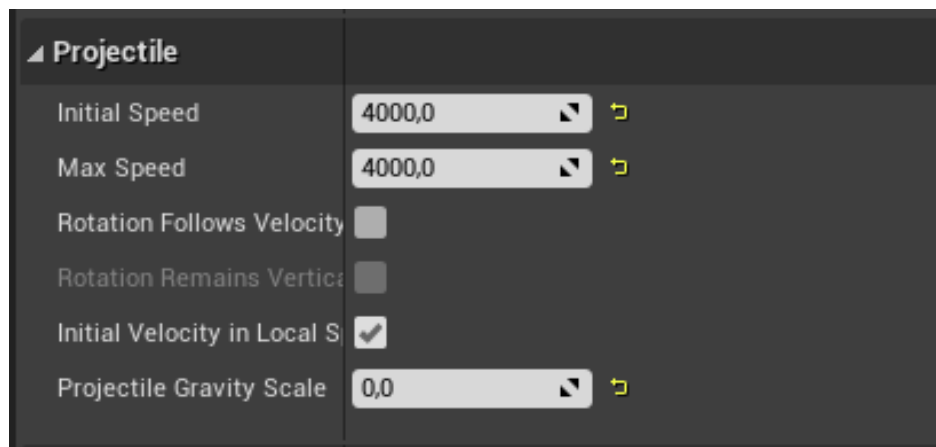 Projectile
Initial Speed 4000,0
Max Speed 4000,0
Rotation Follows Velocity
Rotation Remains Vertica
Initial Velocity in Local S
Projectile Gravity Scale 0,0